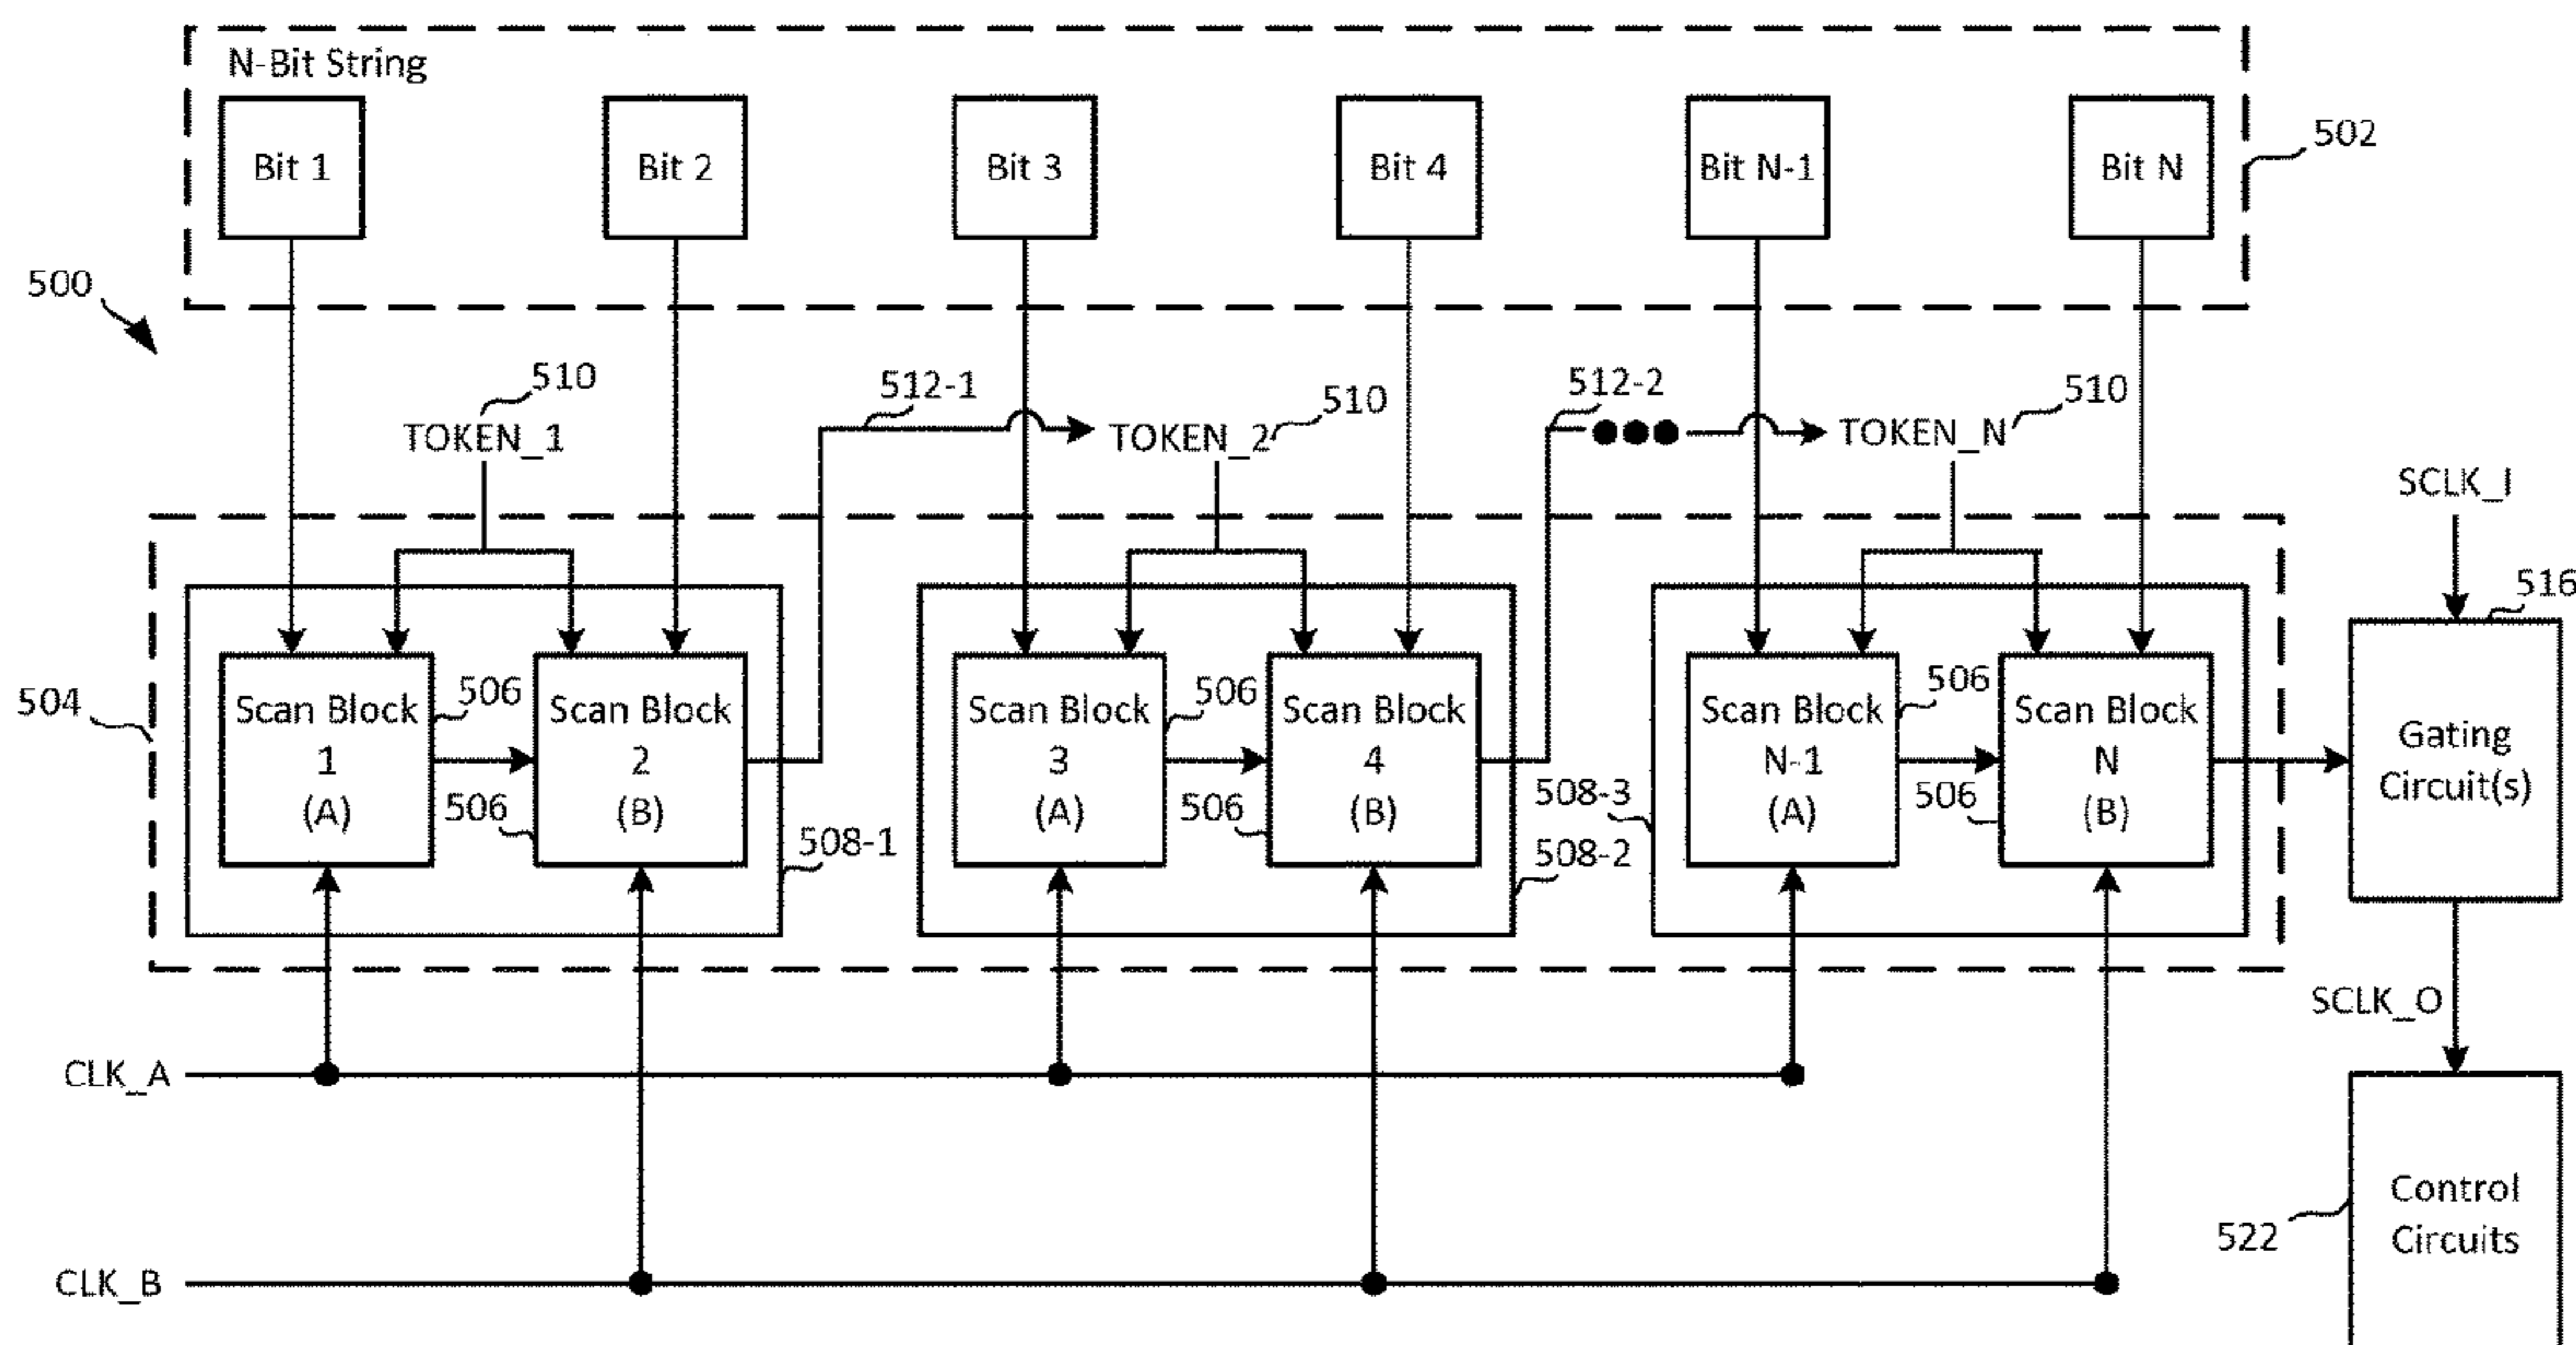 N-Bit String
Bit 1
Bit 2
Bit 3
Bit 4
Bit N-1
Bit N
502
500
510
512-1
510
512-2
510
TOKEN_1
TOKEN_2
TOKEN_N
SCLK_I
516
504
Scan Block
1
(A)
506
506
Scan Block
2
(B)
508-1
Scan Block
3
(A)
506
506
Scan Block
4
(B)
508-3
508-2
Scan Block
N-1
(A)
506
506
Scan Block
N
(B)
Gating
Circuit(s)
SCLK_O
CLK_A
CLK_B
Control
Circuits
522